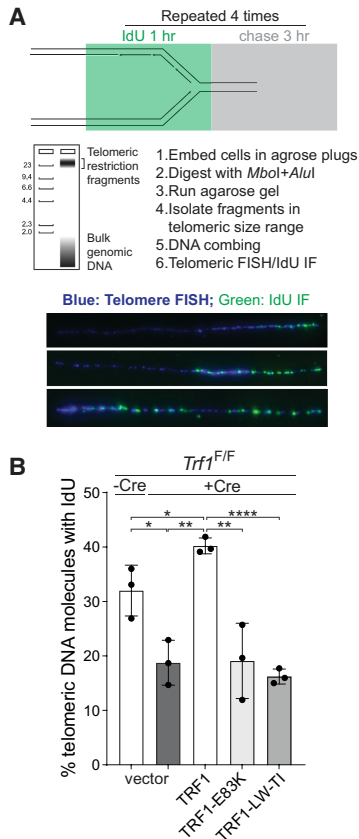 A
Repeated 4 times
IdU 1 hr
chase 3 hr
23
9.4
6.6
4.4
2.3
2.0
Telomeric
restriction
fragments
Bulk
genomic
DNA
1.Embed cells in agrose plugs
2.Digest with MboI+AluI
3.Run agarose gel
4.Isolate fragments in
telomeric size range
5.DNA combing
6.Telomeric FISH/IdU IF
Blue: Telomere FISH; Green: IdU IF
B
Trf1F/F
-Cre
+Cre
% telomeric DNA molecules with IdU
50
40
30
20
10
0
*
****
*
**
**
vector
TRF1
TRF1-E83K
TRF1-LW-TI